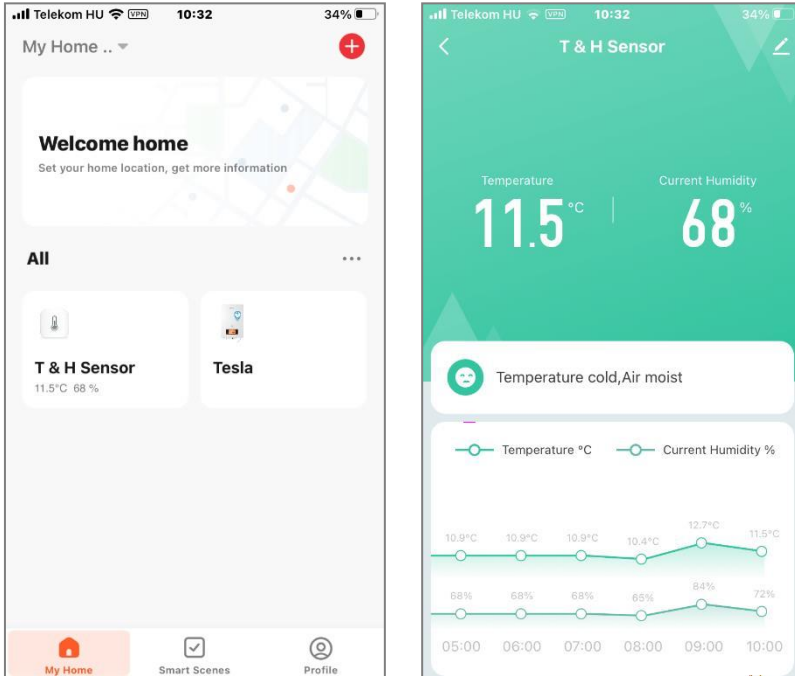 Telekom HU VPN 10:32 34%
My Home ..
Welcome home
Set your home location, get more information
All
T & H Sensor
11.5°C 68 %
Tesla
My Home
Smart Scenes
Profile
Telekom HU VPN 10:32 34%
T & H Sensor
Temperature
11.5 °C
Current Humidity
68 %
Temperature cold,Air moist
Temperature °C
Current Humidity %
10.9°C 10.9°C 10.9°C 10.4°C 12.7°C 11.5°C
68% 68% 68% 65% 84% 72%
05:00 06:00 07:00 08:00 09:00 10:00